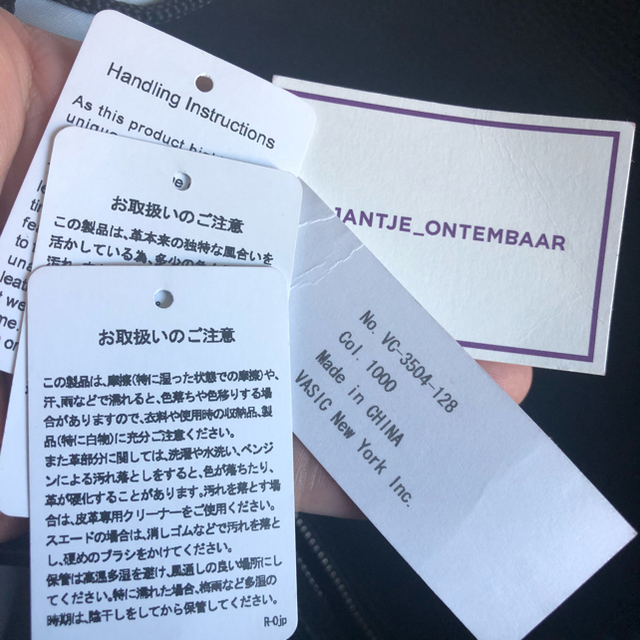 Handling Instructions
As this product
unique
お取扱いのご注意
この製品は、革本来の独特な風合いを
活かしている為、多少の
お取扱いのご注意
この製品は、摩擦(特に湿った状態での摩擦)や、
汗、雨などで濡れると、色落ちや色移りする場
合がありますので、衣料や使用時の収納品、製
品(特に白物)に充分ご注意ください。
また革部分に関しては、洗濯や水洗い、ベンジ
ンによる汚れ落としをすると、色が落ちたり、
革が硬化することがあります。汚れを落とす場
合は、皮革専用クリーナーをご使用ください。
スエードの場合は、消しゴムなどで汚れを落と
し、硬めのブラシをかけてください。
保管は高温多湿を避け、風通しの良い場所にし
てください。特に濡れた場合、梅雨など多湿の
時期は、陰干しをしてから保管してください。
R-0.jp
JANTJE_ONTEMBAAR
No. VC-3504-128
Col. 1000
Made in CHINA
VASIC New York Inc.